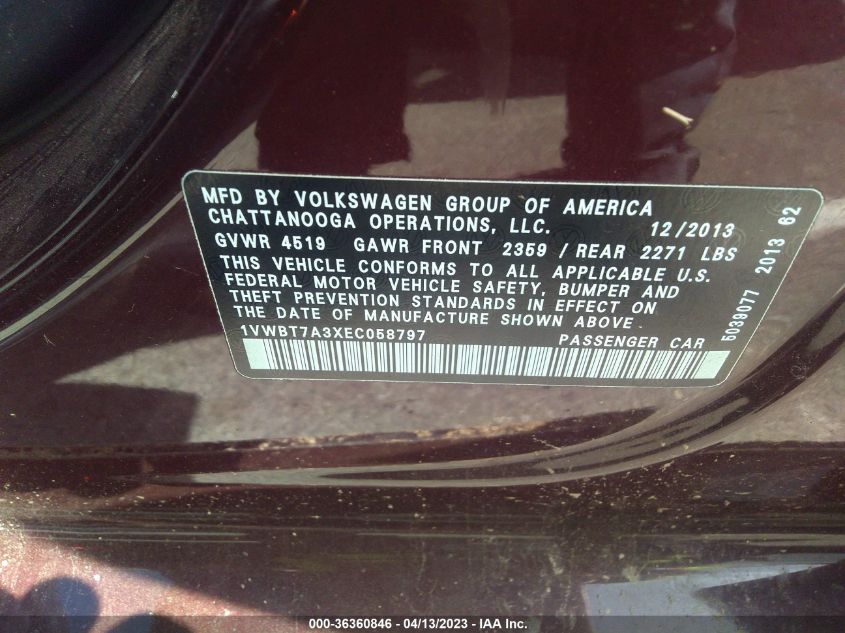 MFD BY VOLKSWAGEN GROUP OF AMERICA
CHATTANOOGA OPERATIONS, LLC. 12/2013
GVWR 4519 GAWR FRONT 2359 / REAR 2271 LBS
THIS VEHICLE CONFORMS TO ALL APPLICABLE U.S.
FEDERAL MOTOR VEHICLE SAFETY, BUMPER AND
THEFT PREVENTION STANDARDS IN EFFECT ON
THE DATE OF MANUFACTURE SHOWN ABOVE.
1VWBT7A3XEC058797 PASSENGER CAR
5039077 2013 62
000-36360846 / 04/13/2023 - IAA Inc.